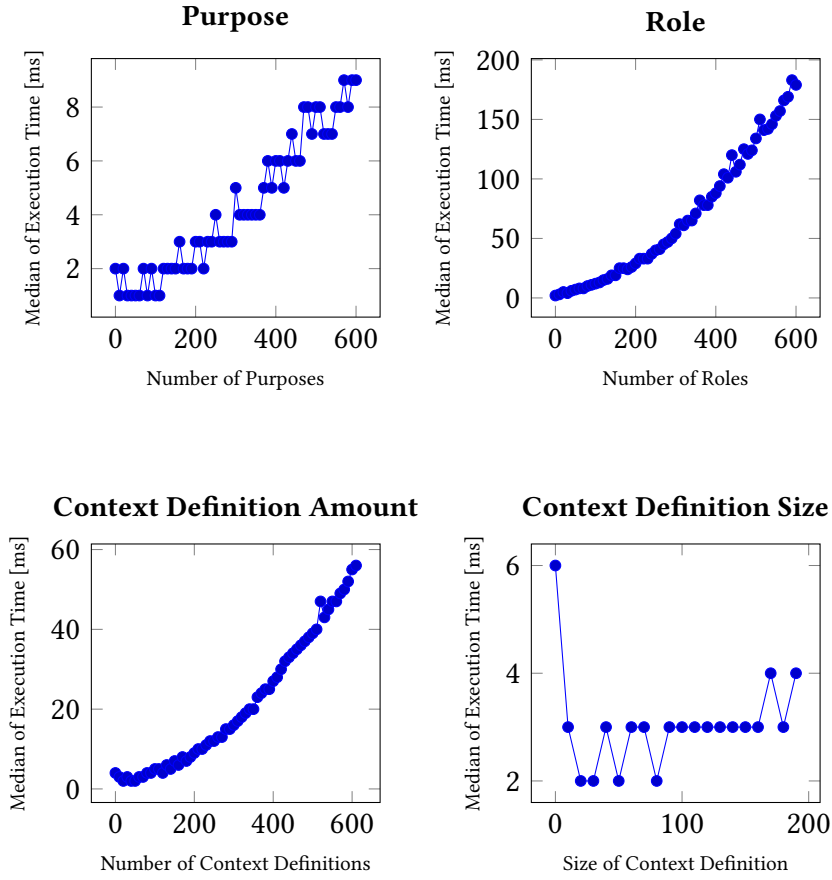 Purpose
Median of Execution Time [ms]
8
6
4
2
0 200 400 600
Number of Purposes
Role
Median of Execution Time [ms]
200
150
100
50
0
0 200 400 600
Number of Roles
Context Definition Amount
Median of Execution Time [ms]
60
40
20
0
0 200 400 600
Number of Context Definitions
Context Definition Size
Median of Execution Time [ms]
6
4
2
0 100 200
Size of Context Definition